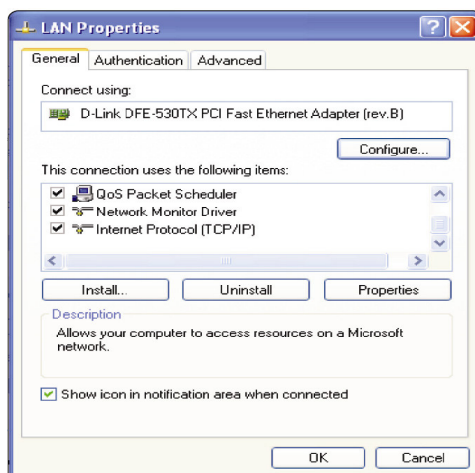 LAN Properties
General Authentication Advanced
Connect using:
D-Link DFE-530TX PCI Fast Ethernet Adapter (rev.B)
Configure...
This connection uses the following items:
QoS Packet Scheduler
Network Monitor Driver
Internet Protocol (TCP/IP)
Install... Uninstall Properties
Description
Allows your computer to access resources on a Microsoft
network.
Show icon in notification area when connected
OK Cancel